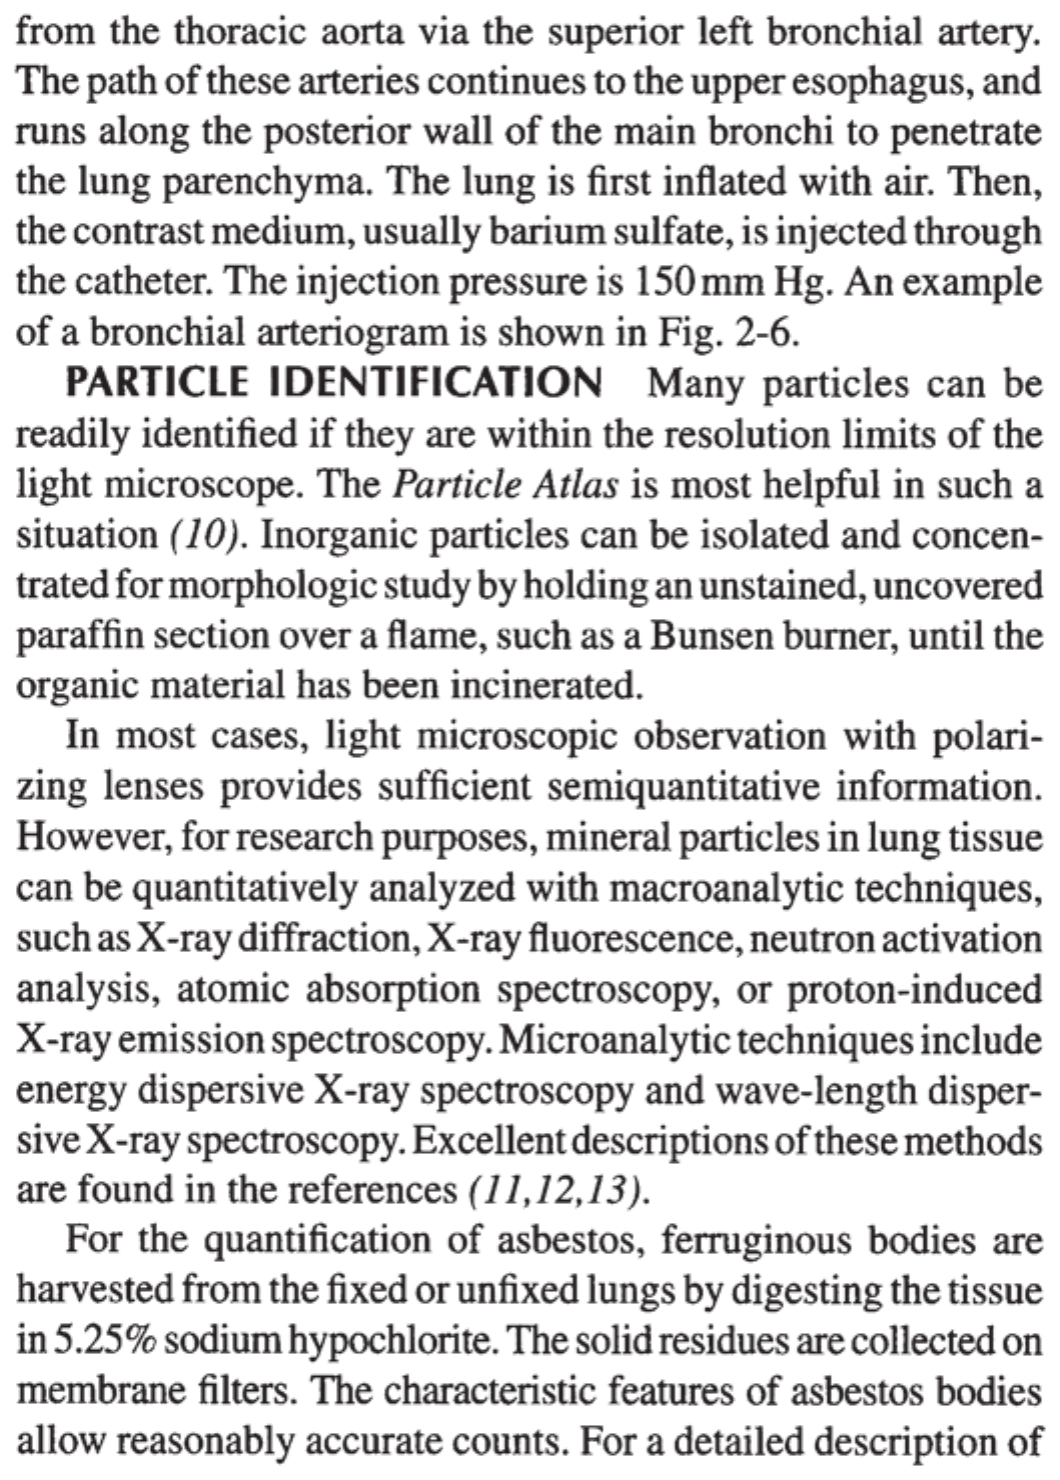 from the thoracic aorta via the superior left bronchial artery.
The path of these arteries continues to the upper esophagus, and
runs along the posterior wall of the main bronchi to penetrate
the lung parenchyma. The lung is first inflated with air. Then,
the contrast medium, usually barium sulfate, is injected through
the catheter. The injection pressure is 150 mm Hg. An example
of a bronchial arteriogram is shown in Fig. 2-6.
PARTICLE IDENTIFICATION Many particles can be
readily identified if they are within the resolution limits of the
light microscope. The Particle Atlas is most helpful in such a
situation (10). Inorganic particles can be isolated and concen-
trated for morphologic study by holding an unstained, uncovered
paraffin section over a flame, such as a Bunsen burner, until the
organic material has been incinerated.
In most cases, light microscopic observation with polari-
zing lenses provides sufficient semiquantitative information.
However, for research purposes, mineral particles in lung tissue
can be quantitatively analyzed with macroanalytic techniques,
such as X-ray diffraction, X-ray fluorescence, neutron activation
analysis, atomic absorption spectroscopy, or proton-induced
X-ray emission spectroscopy. Microanalytic techniques include
energy dispersive X-ray spectroscopy and wave-length disper-
sive X-ray spectroscopy. Excellent descriptions of these methods
are found in the references (11,12,13).
For the quantification of asbestos, ferruginous bodies are
harvested from the fixed or unfixed lungs by digesting the tissue
in 5.25% sodium hypochlorite. The solid residues are collected on
membrane filters. The characteristic features of asbestos bodies
allow reasonably accurate counts. For a detailed description of